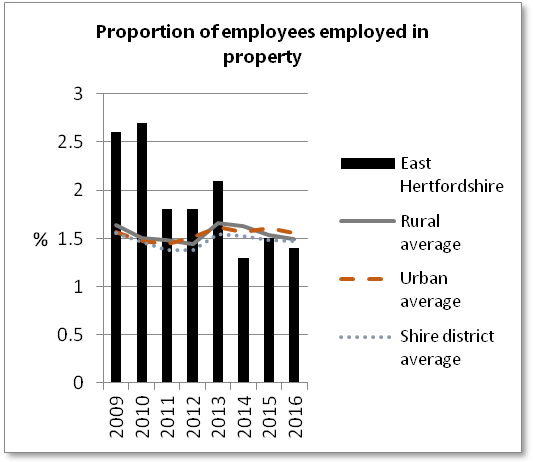 Proportion of employees employed in
property
3
2.5
2
1.5
1
0.5
0
%
2009
2010
2011
2012
2013
2014
2015
2016
East
Hertfordshire
Rural
average
Urban
average
Shire district
average